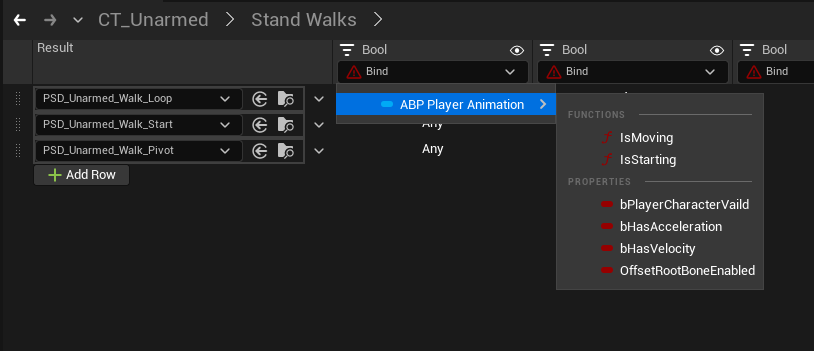 CT_Unarmed > Stand Walks >
Result
Bool
Bool
Bool
Bind
Bind
Bind
PSD_Unarmed_Walk_Loop
ABP Player Animation
PSD_Unarmed_Walk_Start
Any
PSD_Unarmed_Walk_Pivot
Any
Add Row
FUNCTIONS
IsMoving
IsStarting
PROPERTIES
bPlayerCharacterVaild
bHasAcceleration
bHasVelocity
OffsetRootBoneEnabled